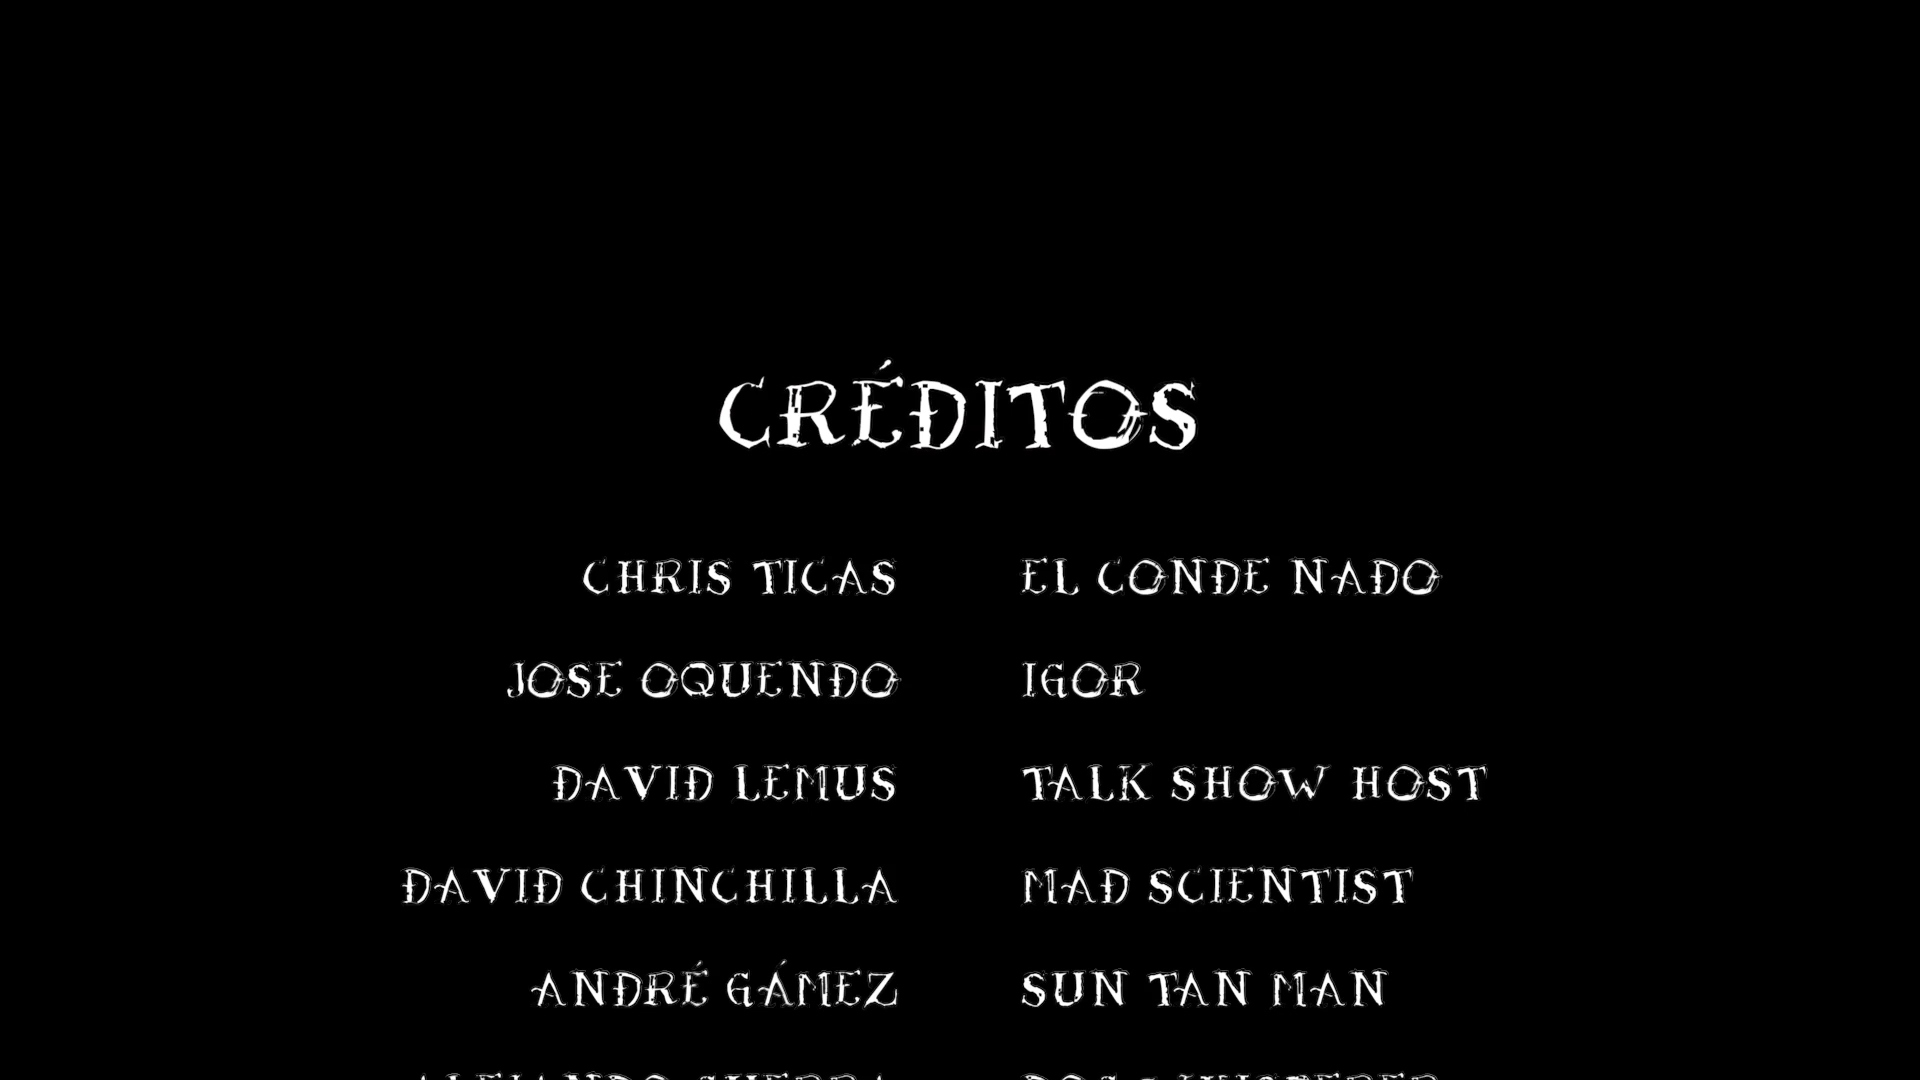 CRÉDITOS
CHRIS TICAS EL CONDE NADO
JOSE OQUENDO IGOR
DAVID LEMUS TALK SHOW HOST
DAVID CHINCHILLA MAD SCIENTIST
ANDRÉ GÁMEZ SUN TAN MAN